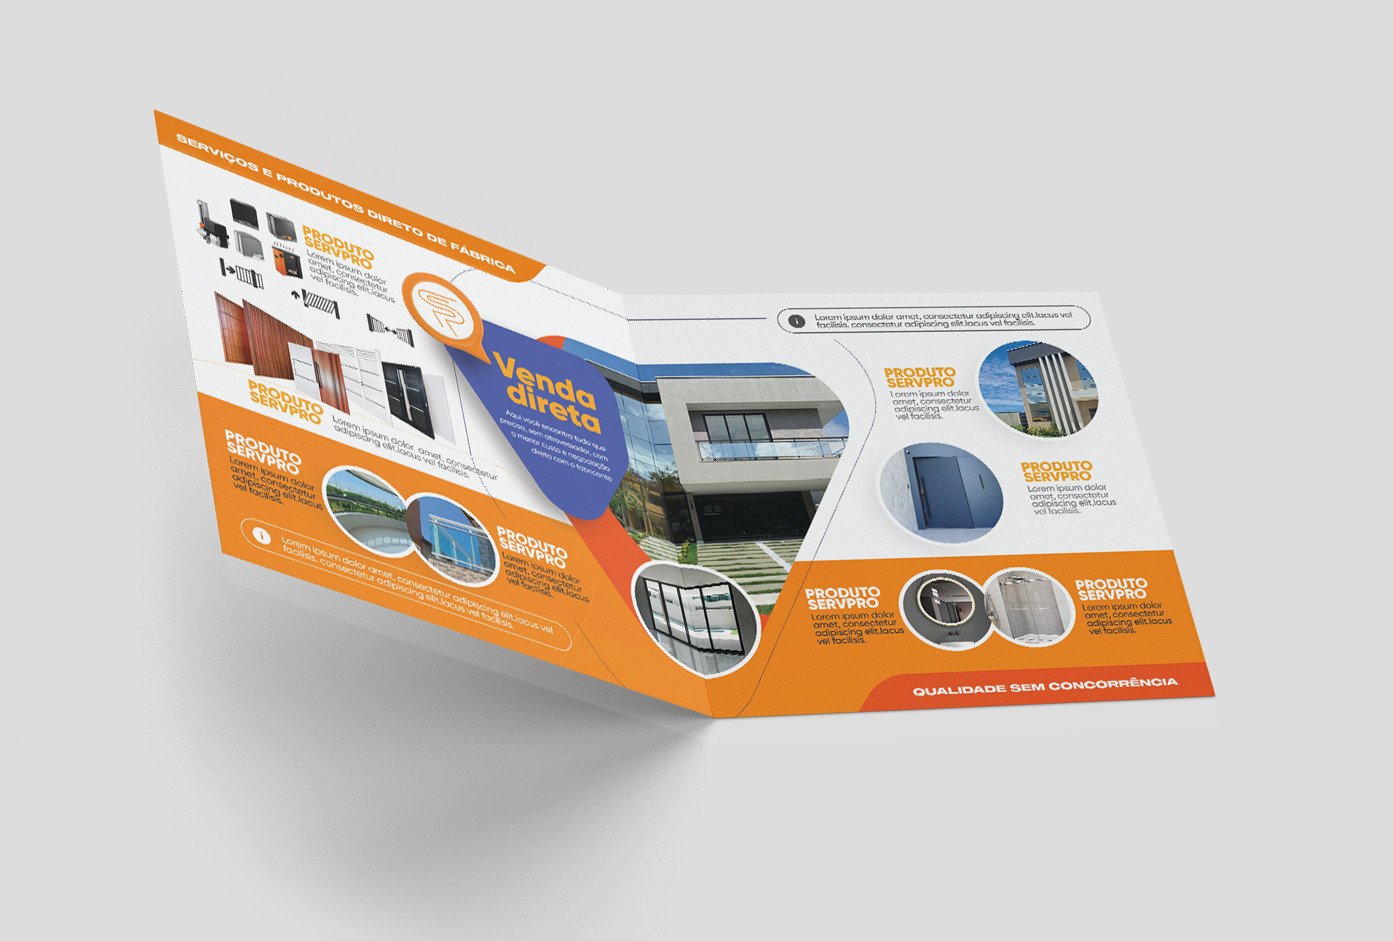 SERVIÇOS E PRODUTOS DIRETO DE FÁBRICA
PRODUTO
SERVPRO
Lorem ipsum dolor
amet, consectetur
adipiscing elit.lacus
vel facilisis.
PRODUTO
SERVPRO
Lorem ipsum dolor amet, consectetur
adipiscing elit.lacus vel facilisis.
Venda
direta
Aqui você encontra tudo que
precisa, sem atravessador, com
o menor custo e negociação
direta com o fabricante
PRODUTO
SERVPRO
Lorem ipsum dolor
amet, consectetur
adipiscing elit.lacus
vel facilisis.
PRODUTO
SERVPRO
Lorem ipsum dolor
amet, consectetur
adipiscing elit.lacus
vel facilisis.
i
Lorem ipsum dolor amet, consectetur adipiscing elit.lacus vel
facilisis. consectetur adipiscing elit.lacus vel facilisis.
i
Lorem ipsum dolor amet, consectetur adipiscing elit.lacus vel
facilisis. consectetur adipiscing elit.lacus vel facilisis.
PRODUTO
SERVPRO
Lorem ipsum dolor
amet, consectetur
adipiscing elit.lacus
vel facilisis.
PRODUTO
SERVPRO
Lorem ipsum dolor
amet, consectetur
adipiscing elit.lacus
vel facilisis.
PRODUTO
SERVPRO
Lorem ipsum dolor
amet, consectetur
adipiscing elit.lacus
vel facilisis.
PRODUTO
SERVPRO
Lorem ipsum dolor
amet, consectetur
adipiscing elit.lacus
vel facilisis.
QUALIDADE SEM CONCORRÊNCIA